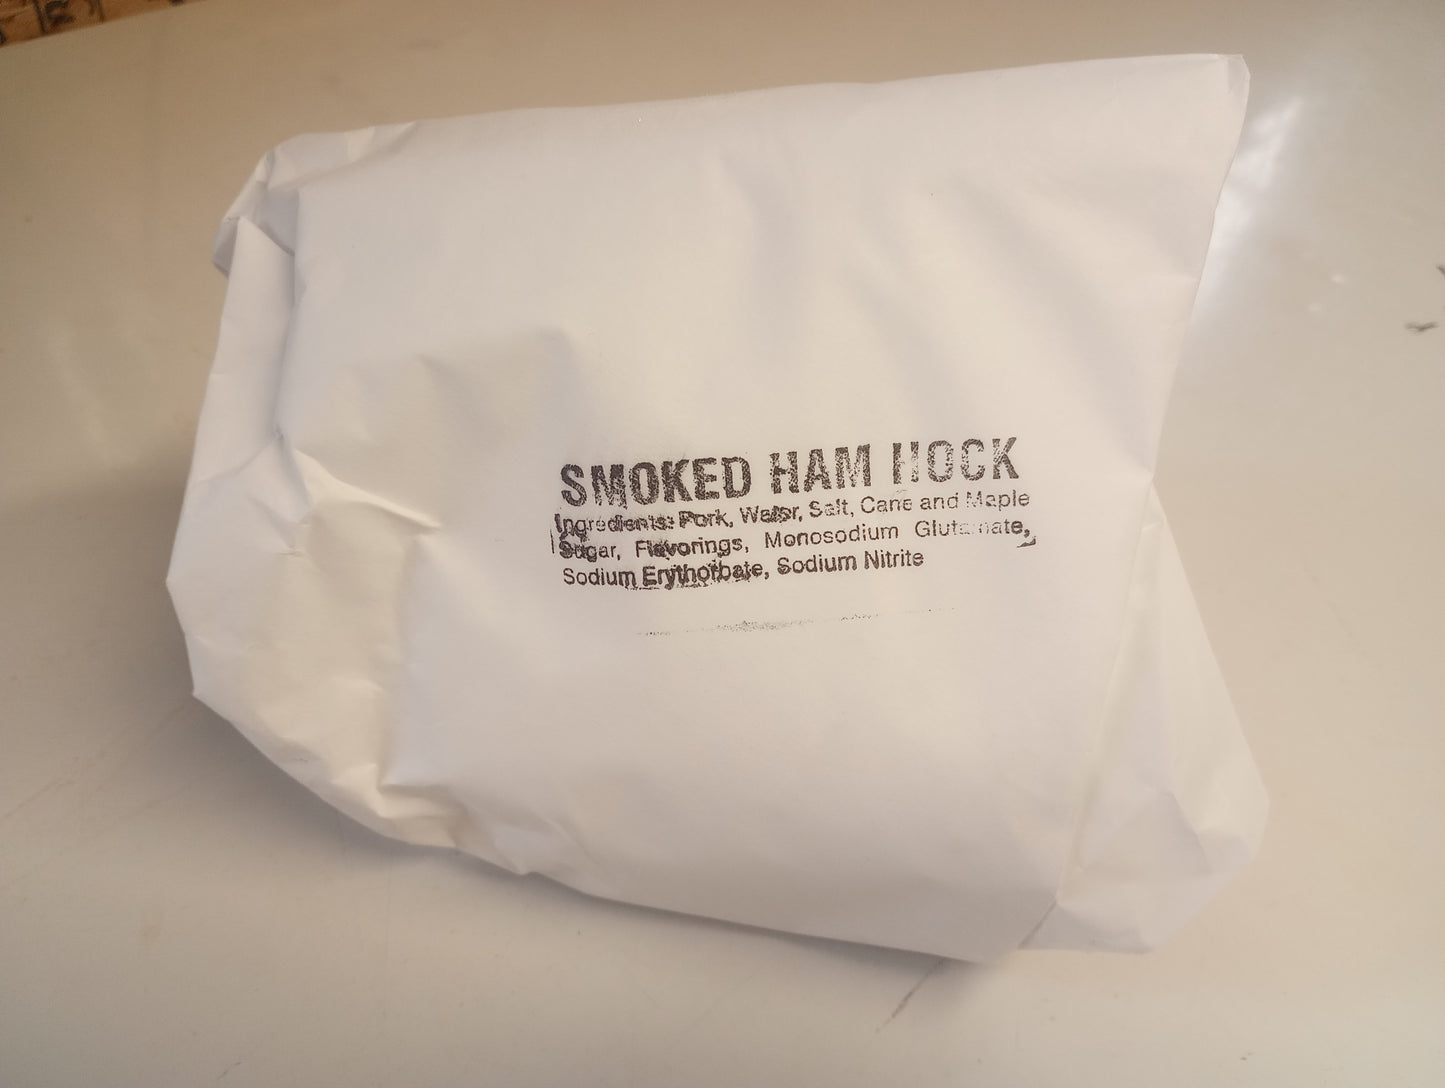 SMOKED HAM HOCK
Ingredients: Pork, Water, Salt, Cane and Maple
Sugar, Flavorings, Monosodium Glutamate,
Sodium Erythorbate, Sodium Nitrite